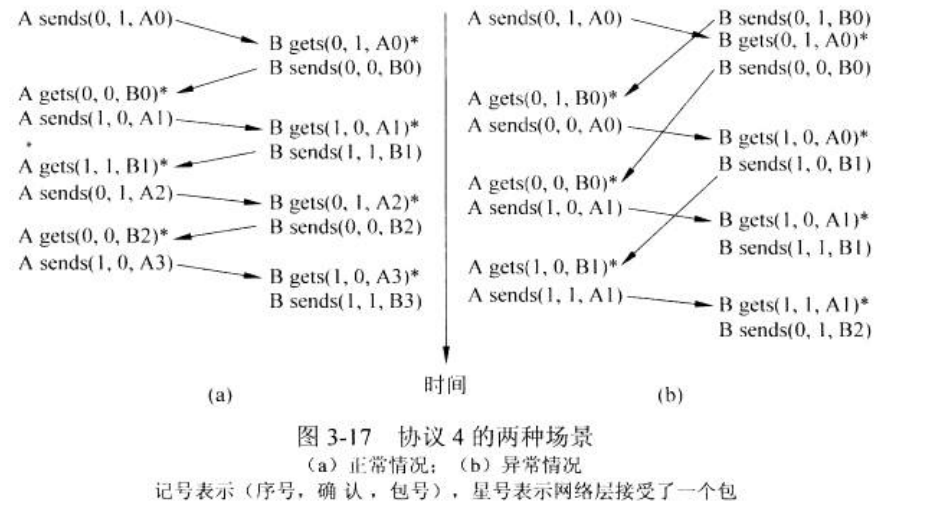 A sends(0, 1, A0)
B gets(0, 1, A0)*
B sends(0, 0, B0)
A gets(0, 0, B0)*
A sends(1, 0, A1)
B gets(1, 0, A1)*
B sends(1, 1, B1)
A gets(1, 1, B1)*
A sends(0, 1, A2)
B gets(0, 1, A2)*
B sends(0, 0, B2)
A gets(0, 0, B2)*
A sends(1, 0, A3)
B gets(1, 0, A3)*
B sends(1, 1, B3)
(a)
时间
A sends(0, 1, A0)
B sends(0, 1, B0)
B gets(0, 1, A0)*
B sends(0, 0, B0)
A gets(0, 1, B0)*
A sends(0, 0, A0)
B gets(1, 0, A0)*
B sends(1, 0, B1)
A gets(0, 0, B0)*
A sends(1, 0, A1)
B gets(1, 0, A1)*
B sends(1, 1, B1)
A gets(1, 0, B1)*
A sends(1, 1, A1)
B gets(1, 1, A1)*
B sends(0, 1, B2)
(b)
图 3-17 协议 4 的两种场景
（a）正常情况；（b）异常情况
记号表示（序号，确 认 ，包号），星号表示网络层接受了一个包